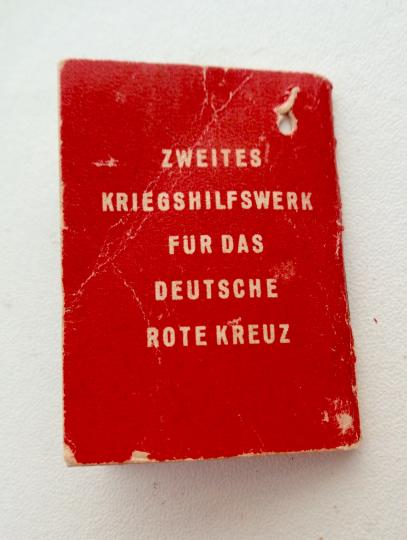 ZWEITES
KRIEGSHILFSWERK
FÜR DAS
DEUTSCHE
ROTE KREUZ